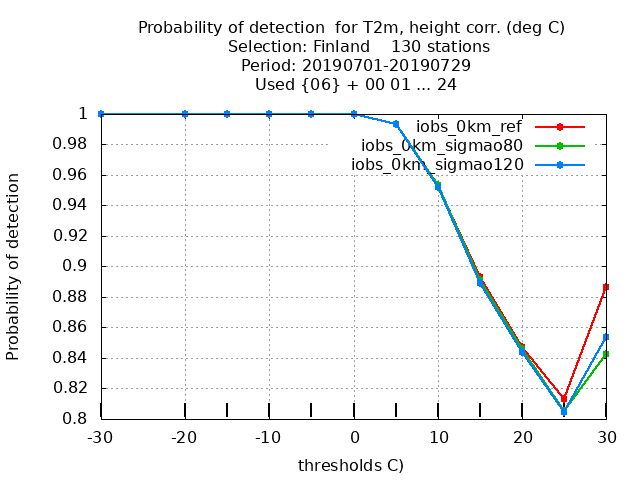 Probability of detection  for T2m, height corr. (deg C)
Selection: Finland    130 stations
Period: 20190701-20190729
Used {06} + 00 01 ... 24
iobs_0km_ref
iobs_0km_sigmao80
iobs_0km_sigmao120
Probability of detection
1
0.98
0.96
0.94
0.92
0.9
0.88
0.86
0.84
0.82
0.8
-30
-20
-10
0
10
20
30
thresholds C)